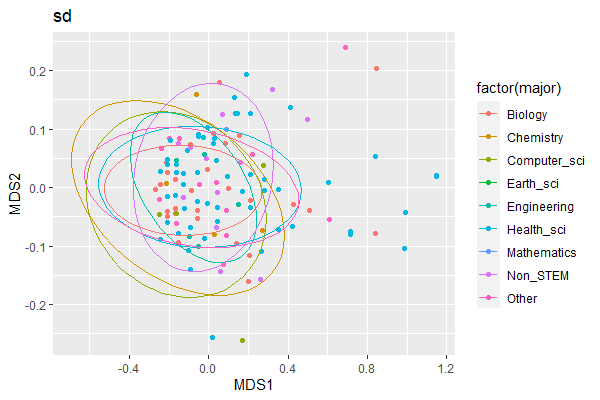 sd
0.2
0.1
0.0
-0.1
-0.2
MDS2
-0.4
0.0
0.4
0.8
1.2
MDS1
factor(major)
Biology
Chemistry
Computer_sci
Earth_sci
Engineering
Health_sci
Mathematics
Non_STEM
Other